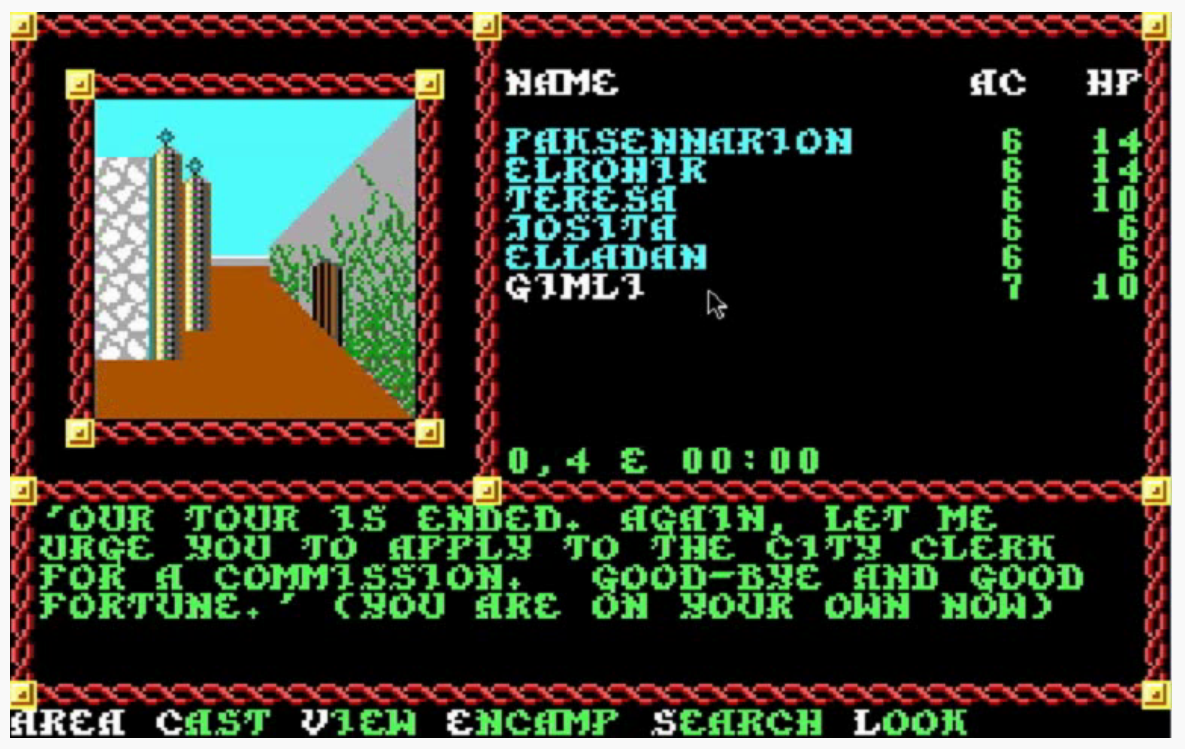 NAME AC HP
PAKSENNARION 6 14
ELROHIR 6 14
TERESA 6 10
JOSITA 6 6
ELLADAN 6 6
GIMLI 7 10
0,4 E 00:00
'OUR TOUR IS ENDED. AGAIN, LET ME
URGE YOU TO APPLY TO THE CITY CLERK
FOR A COMMISSION. GOOD-BYE AND GOOD
FORTUNE.' (YOU ARE ON YOUR OWN NOW)
AREA CAST VIEW ENCAMP SEARCH LOOK